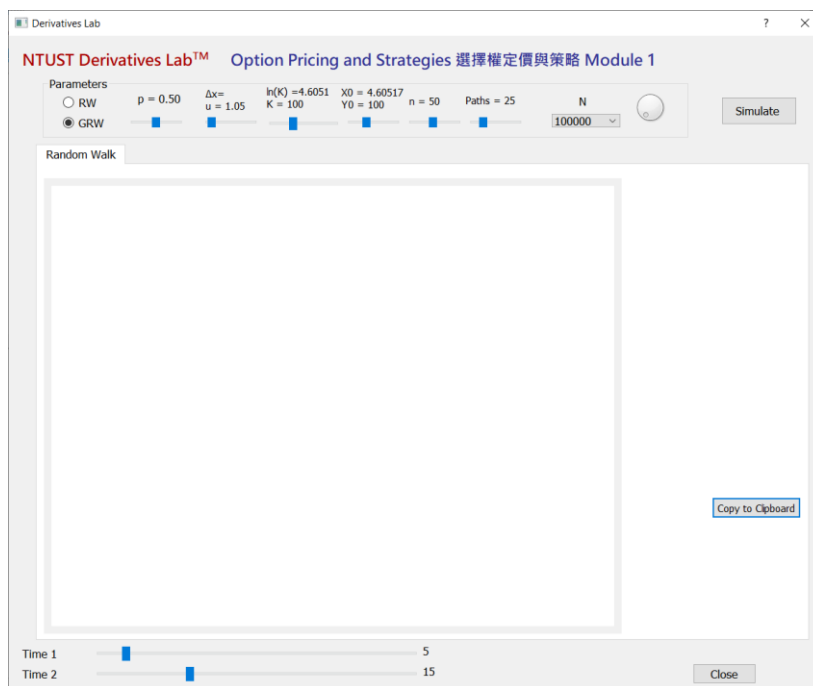 Derivatives Lab
NTUST Derivatives Lab™ Option Pricing and Strategies 選擇權定價與策略 Module 1
Parameters
RW
GRW
p = 0.50
Δx=
u = 1.05
ln(K) =4.6051
K = 100
X0 = 4.60517
Y0 = 100
n = 50
Paths = 25
N
100000
Simulate
Random Walk
Copy to Clipboard
Time 1 5
Time 2 15
Close